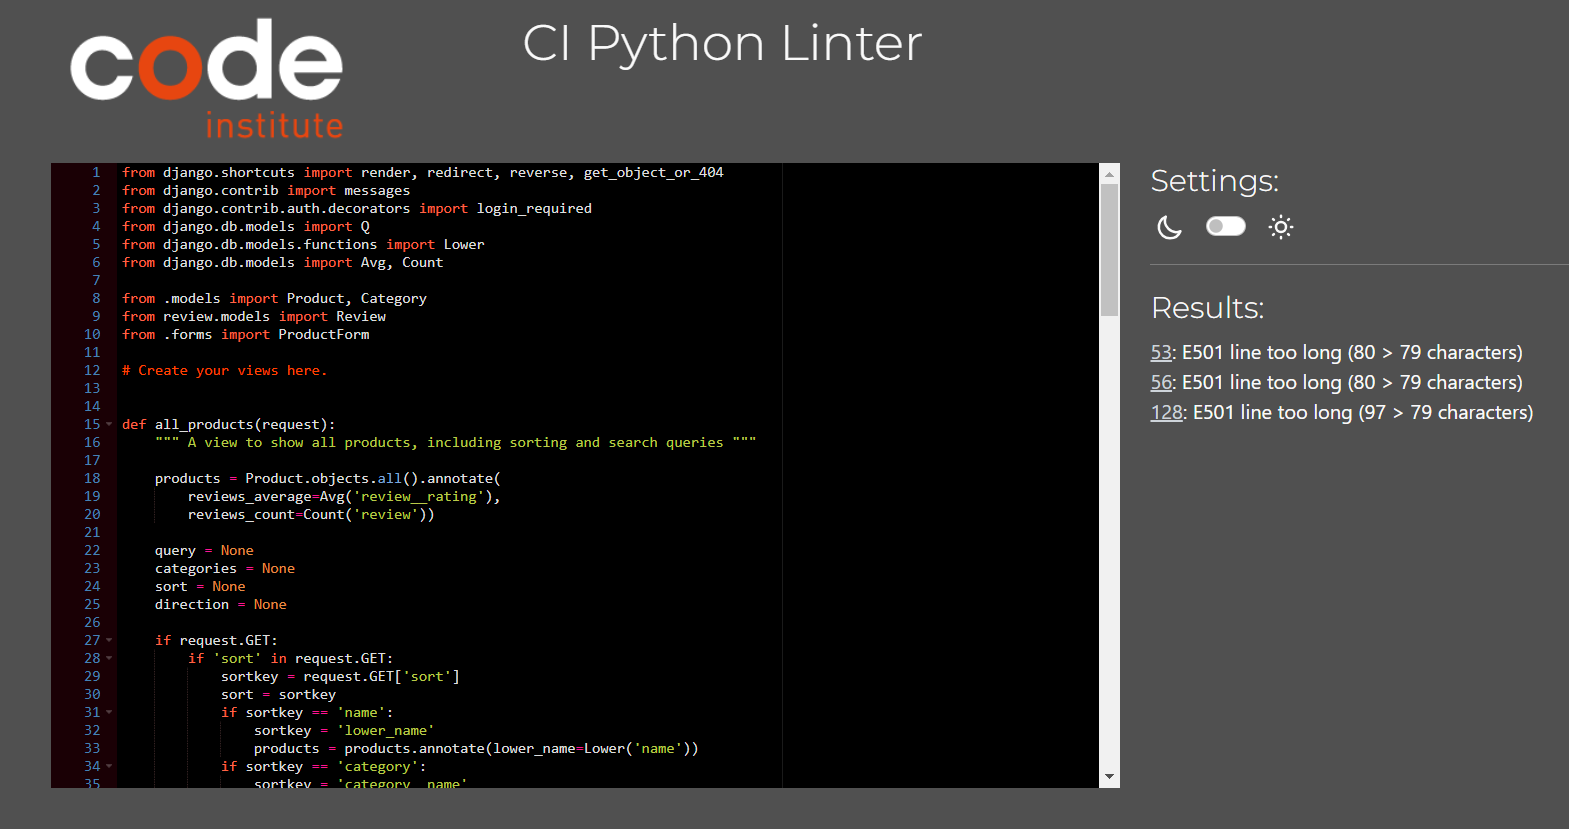 code
institute
CI Python Linter
1 from django.shortcuts import render, redirect, reverse, get_object_or_404
2 from django.contrib import messages
3 from django.contrib.auth.decorators import login_required
4 from django.db.models import Q
5 from django.db.models.functions import Lower
6 from django.db.models import Avg, Count
7
8 from .models import Product, Category
9 from review.models import Review
10 from .forms import ProductForm
11
12 # Create your views here.
13
14
15 def all_products(request):
16     """ A view to show all products, including sorting and search queries """
17
18     products = Product.objects.all().annotate(
19         reviews_average=Avg('review__rating'),
20         reviews_count=Count('review'))
21
22     query = None
23     categories = None
24     sort = None
25     direction = None
26
27     if request.GET:
28         if 'sort' in request.GET:
29             sortkey = request.GET['sort']
30             sort = sortkey
31             if sortkey == 'name':
32                 sortkey = 'lower_name'
33                 products = products.annotate(lower_name=Lower('name'))
34             if sortkey == 'category':
35                 sortkey = 'category__name'
Settings:
Results:
53: E501 line too long (80 > 79 characters)
56: E501 line too long (80 > 79 characters)
128: E501 line too long (97 > 79 characters)